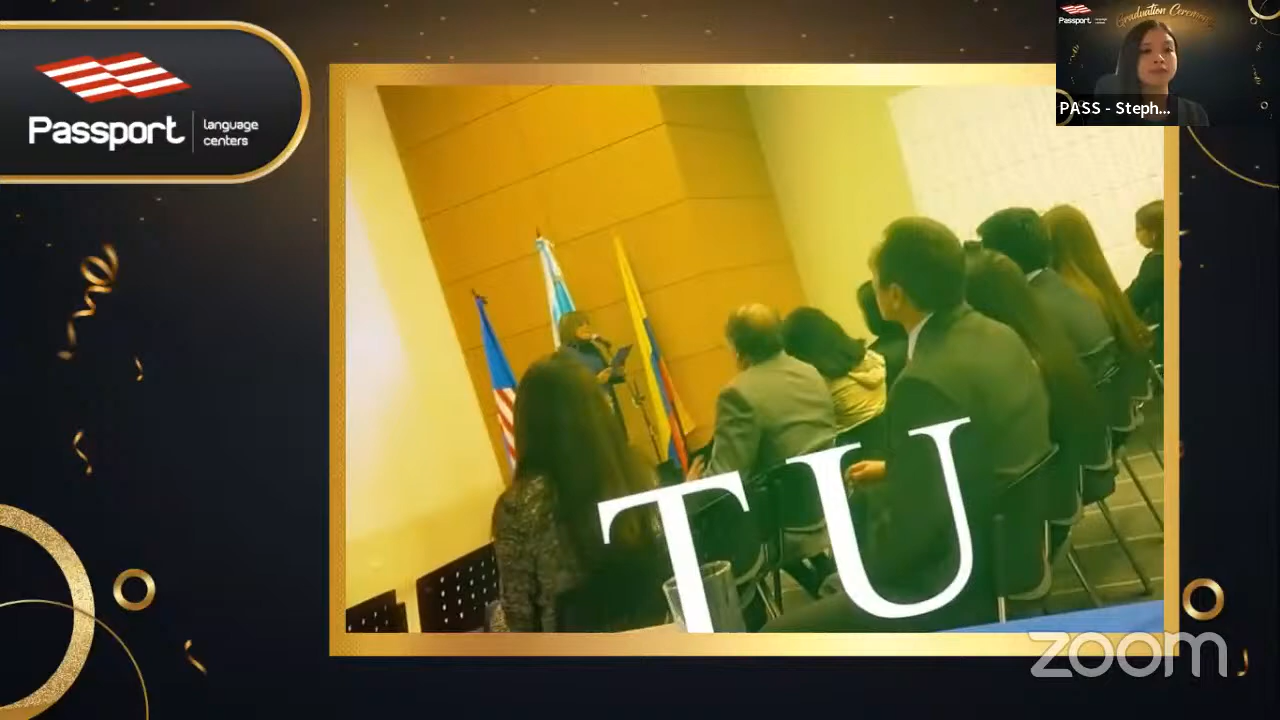 Passport
language
centers
TU
Passport
Graduation Ceremony
PASS - Steph...
zoom